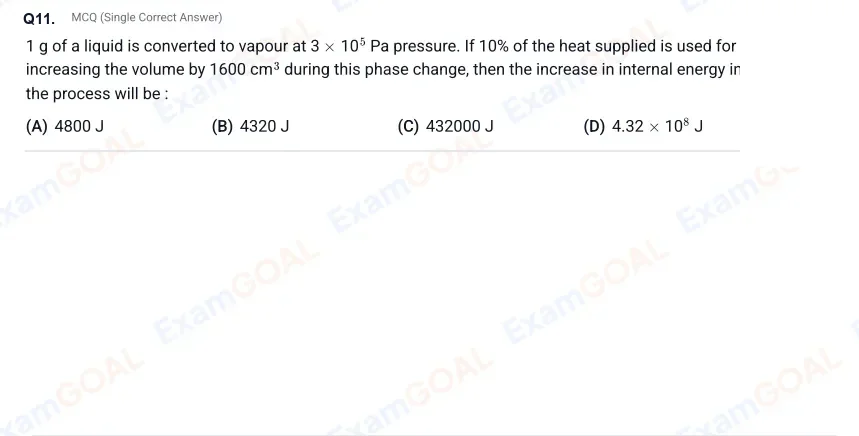 Q11. MCQ (Single Correct Answer)
1 g of a liquid is converted to vapour at 3 × 10⁵ Pa pressure. If 10% of the heat supplied is used for
increasing the volume by 1600 cm³ during this phase change, then the increase in internal energy in
the process will be :
(A) 4800 J (B) 4320 J (C) 432000 J (D) 4.32 × 10⁸ J
ExamGOAL
ExamGOAL
ExamGOAL
ExamGOAL
ExamGOAL